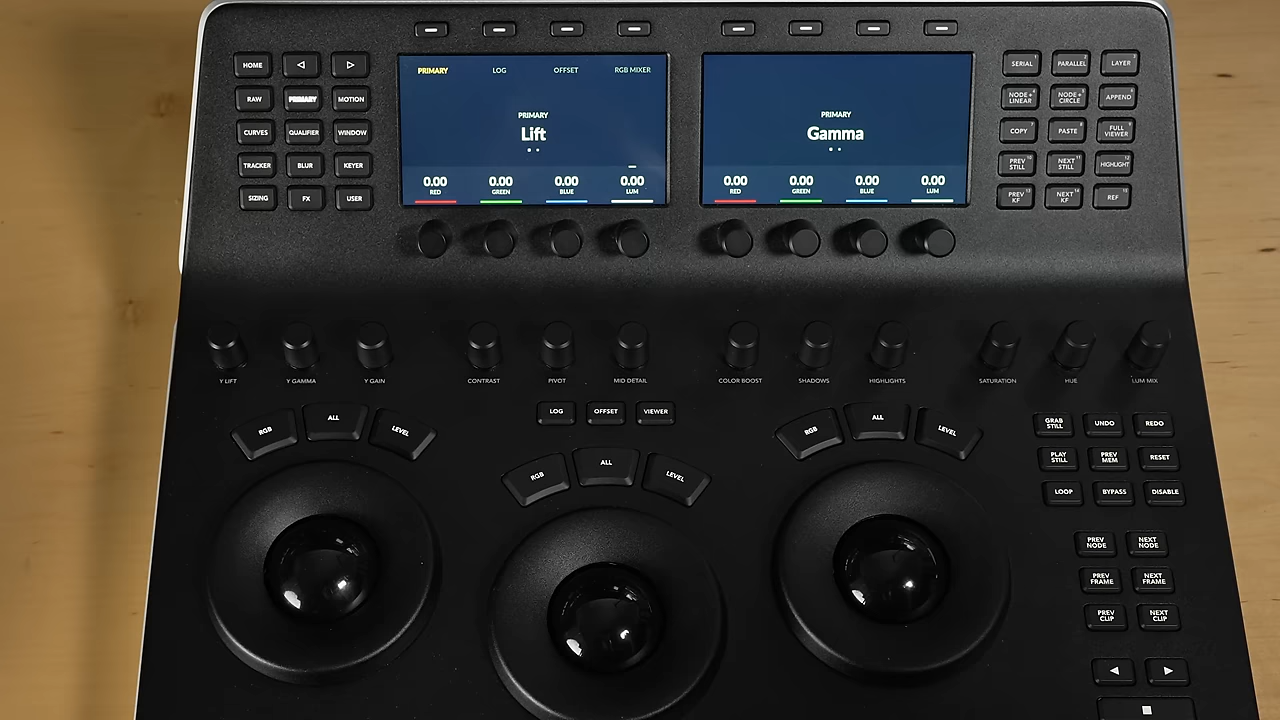 HOME
RAW PRIMARY MOTION
CURVES QUALIFIER WINDOW
TRACKER BLUR KEYER
SIZING FX USER
PRIMARY LOG OFFSET RGB MIXER
PRIMARY
Lift
0.00 0.00 0.00 0.00
RED GREEN BLUE LUM
PRIMARY
Gamma
0.00 0.00 0.00 0.00
RED GREEN BLUE LUM
SERIAL PARALLEL LAYER
NODE+ LINEAR NODE+ CIRCLE APPEND
COPY PASTE FULL VIEWER
PREV STILL NEXT STILL HIGHLIGHT
PREV KF NEXT KF REF
Y LIFT Y GAMMA Y GAIN CONTRAST PIVOT MID DETAIL COLOR BOOST SHADOWS HIGHLIGHTS SATURATION HUE LUM MIX
RGB ALL LEVEL
LOG OFFSET VIEWER
RGB ALL LEVEL
RGB ALL LEVEL
GRAB STILL UNDO REDO
PLAY STILL PREV MEM RESET
LOOP BYPASS DISABLE
PREV NODE NEXT NODE
PREV FRAME NEXT FRAME
PREV CLIP NEXT CLIP